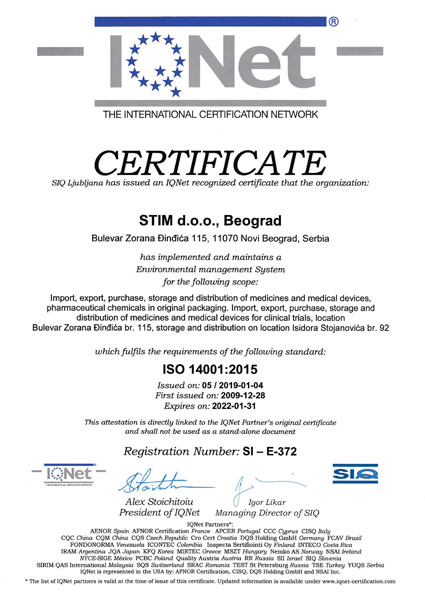 IQNet®
THE INTERNATIONAL CERTIFICATION NETWORK
CERTIFICATE
SIQ Ljubljana has issued an IQNet recognized certificate that the organization:
STIM d.o.o., Beograd
Bulevar Zorana Đinđića 115, 11070 Novi Beograd, Serbia
has implemented and maintains a
Environmental management System
for the following scope:
Import, export, purchase, storage and distribution of medicines and medical devices,
pharmaceutical chemicals in original packaging. Import, export, purchase, storage and
distribution of medicines and medical devices for clinical trials, location
Bulevar Zorana Đinđića br. 115, storage and distribution on location Isidora Stojanovića br. 92
which fulfils the requirements of the following standard:
ISO 14001:2015
Issued on: 05 / 2019-01-04
First issued on: 2009-12-28
Expires on: 2022-01-31
This attestation is directly linked to the IQNet Partner's original certificate
and shall not be used as a stand-alone document
Registration Number: SI – E-372
IQNet
SIQ
Alex Stoichitoiu
President of IQNet
Igor Likar
Managing Director of SIQ
IQNet Partners*:
AENOR Spain AFNOR Certification France APCER Portugal CCC Cyprus CISQ Italy
CQC China CQM China CQS Czech Republic Cro Cert Croatia DQS Holding GmbH Germany FCAV Brazil
FONDONORMA Venezuela ICONTEC Colombia Inspecta Sertifiointi Oy Finland INTECO Costa Rica
IRAM Argentina JQA Japan KFQ Korea MIRTEC Greece MSZT Hungary Nemko AS Norway NSAI Ireland
NYCE-SIGE México PCBC Poland Quality Austria Austria RR Russia SII Israel SIQ Slovenia
SIRIM QAS International Malaysia SQS Switzerland SRAC Romania TEST St Petersburg Russia TSE Turkey YUQS Serbia
IQNet is represented in the USA by: AFNOR Certification, CISQ, DQS Holding GmbH and NSAI Inc.
* The list of IQNet partners is valid at the time of issue of this certificate. Updated information is available under www.iqnet-certification.com